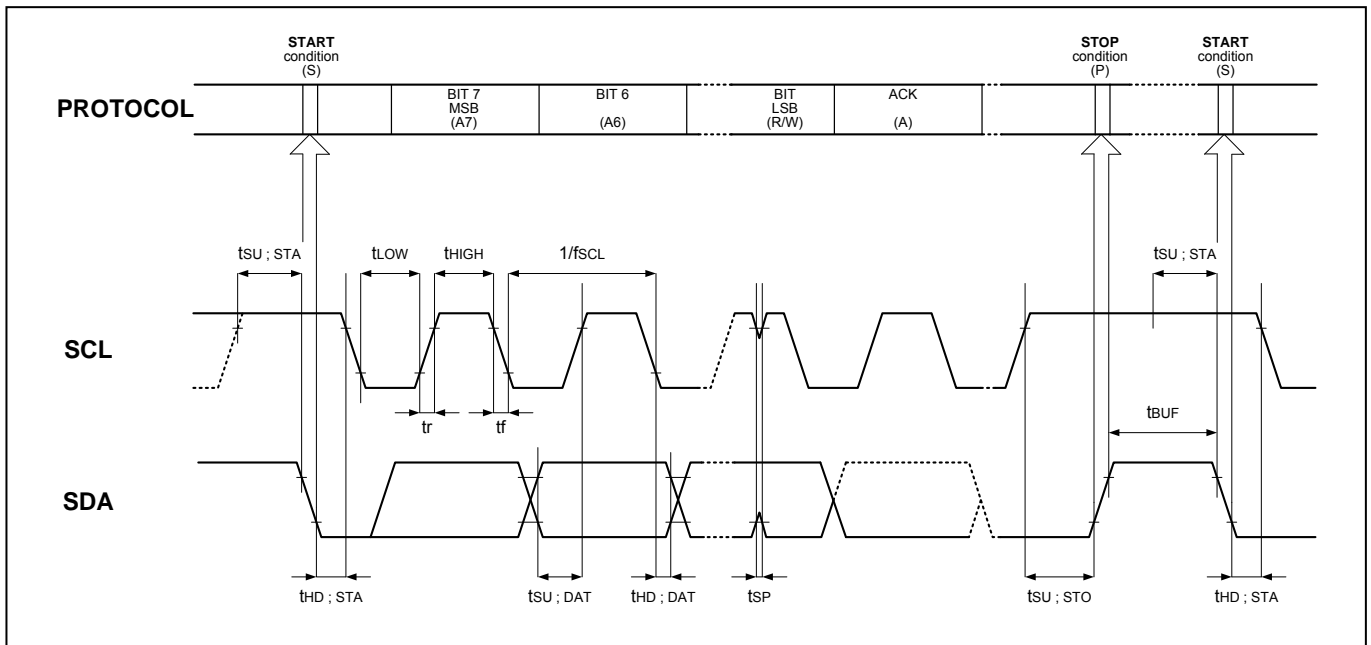 START
condition
(S)
STOP
condition
(P)
START
condition
(S)
PROTOCOL
BIT 7
MSB
(A7)
BIT 6
(A6)
BIT
LSB
(R/W)
ACK
(A)
tSU ; STA
tLOW
tHIGH
1/fSCL
tSU ; STA
SCL
tr
tf
tBUF
SDA
tHD ; STA
tSU ; DAT
tHD ; DAT
tSP
tSU ; STO
tHD ; STA